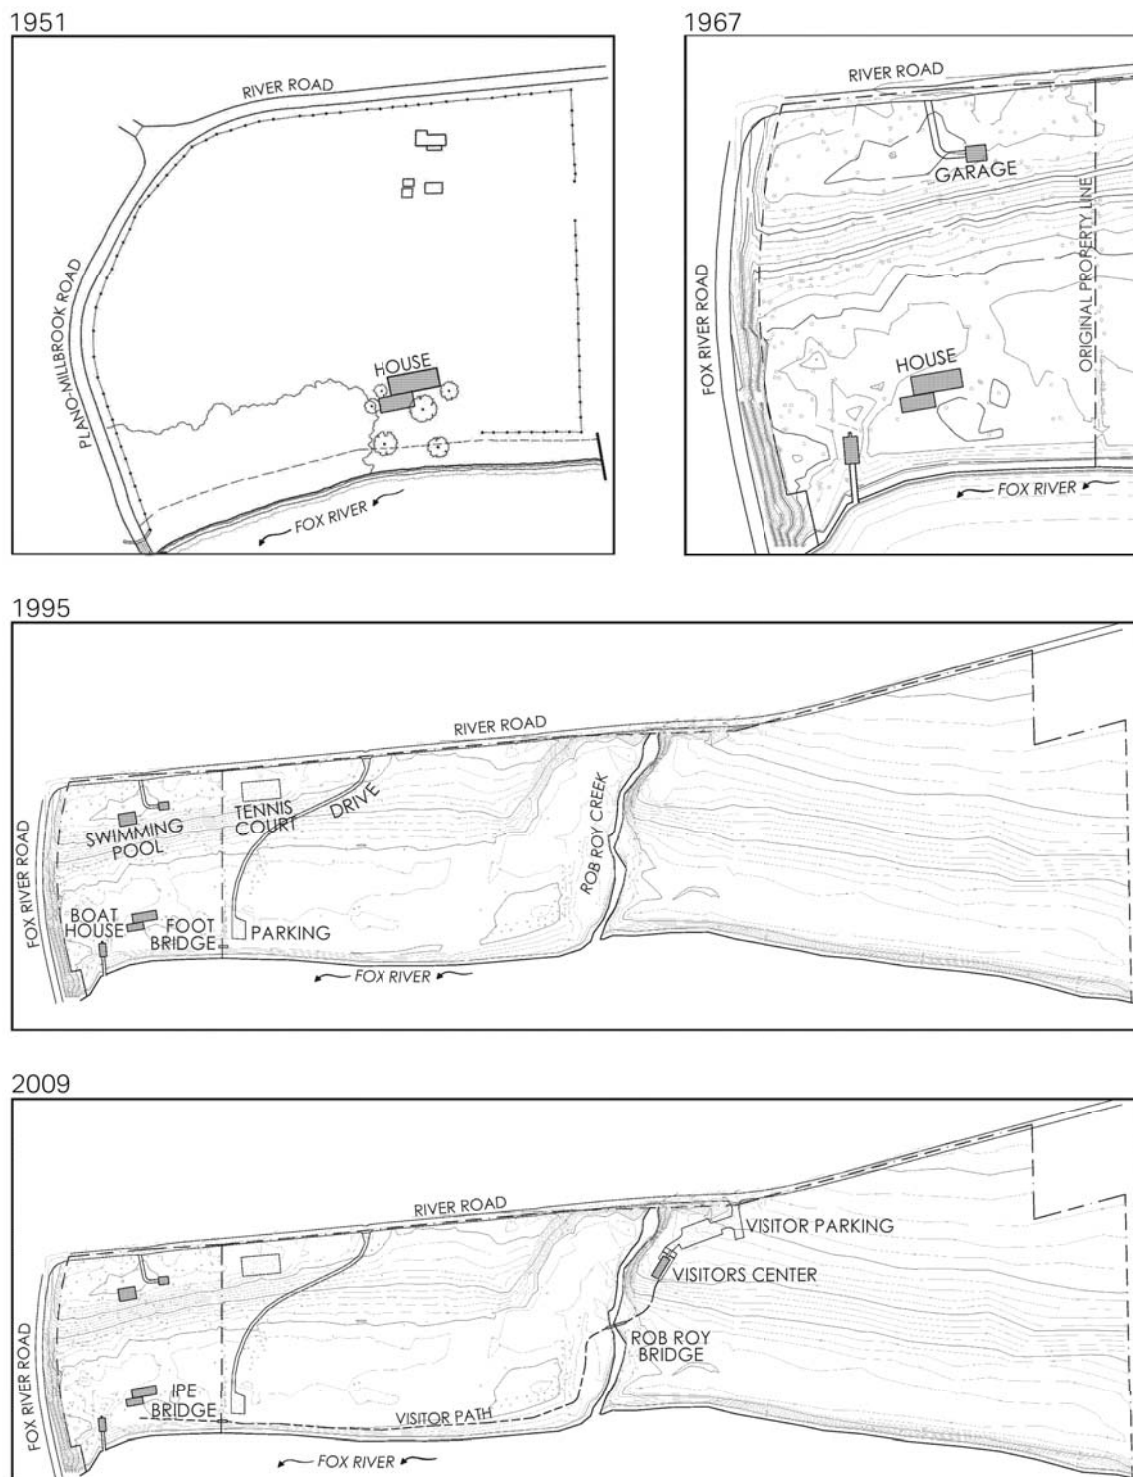 1951
RIVER ROAD
PLANO-MILLBROOK ROAD
HOUSE
FOX RIVER
1967
RIVER ROAD
GARAGE
FOX RIVER ROAD
ORIGINAL PROPERTY LINE
HOUSE
FOX RIVER
1995
RIVER ROAD
TENNIS
COURT
DRIVE
SWIMMING
POOL
ROB ROY CREEK
FOX RIVER ROAD
BOAT
HOUSE
FOOT
BRIDGE
PARKING
FOX RIVER
2009
RIVER ROAD
VISITOR PARKING
VISITORS CENTER
ROB ROY
BRIDGE
FOX RIVER ROAD
IPE
BRIDGE
VISITOR PATH
FOX RIVER